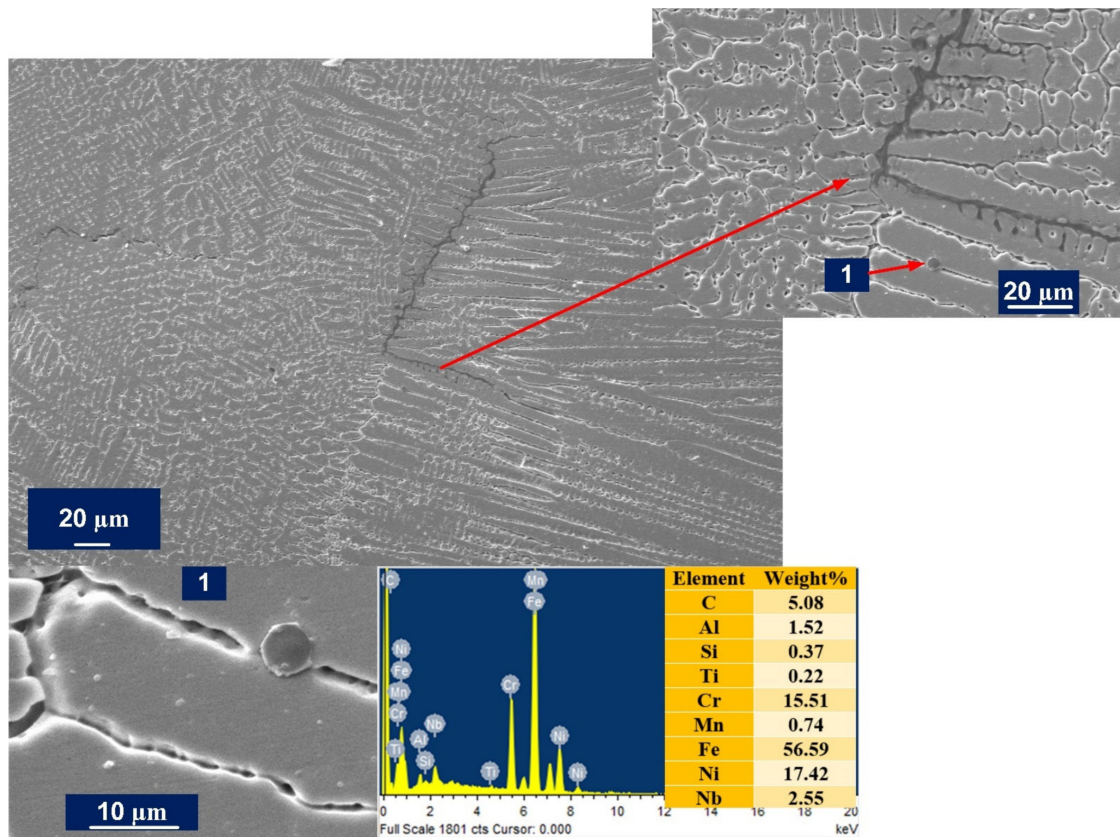 1
20 µm
20 µm
1
10 µm
C
Ni
Fe
Mn
Cr
Ti
Al
Si
Nb
Ti
Cr
Mn
Fe
Ni
Ni
0 2 4 6 8 10 12 14 16 18 20
Full Scale 1801 cts Cursor: 0.000 keV
Element Weight%
C 5.08
Al 1.52
Si 0.37
Ti 0.22
Cr 15.51
Mn 0.74
Fe 56.59
Ni 17.42
Nb 2.55